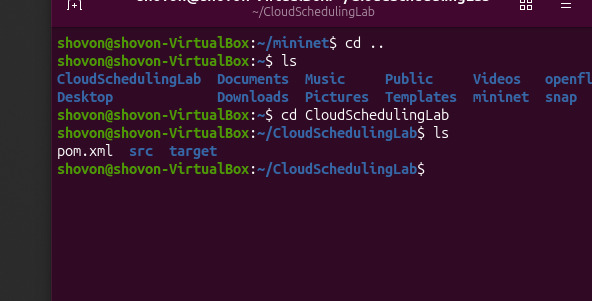 ~/CloudSchedulingLab
shovon@shovon-VirtualBox:~/mininet$ cd ..
shovon@shovon-VirtualBox:~$ ls
CloudSchedulingLab  Documents  Music     Public     Videos   openfl
Desktop             Downloads  Pictures  Templates  mininet  snap
shovon@shovon-VirtualBox:~$ cd CloudSchedulingLab
shovon@shovon-VirtualBox:~/CloudSchedulingLab$ ls
pom.xml  src  target
shovon@shovon-VirtualBox:~/CloudSchedulingLab$